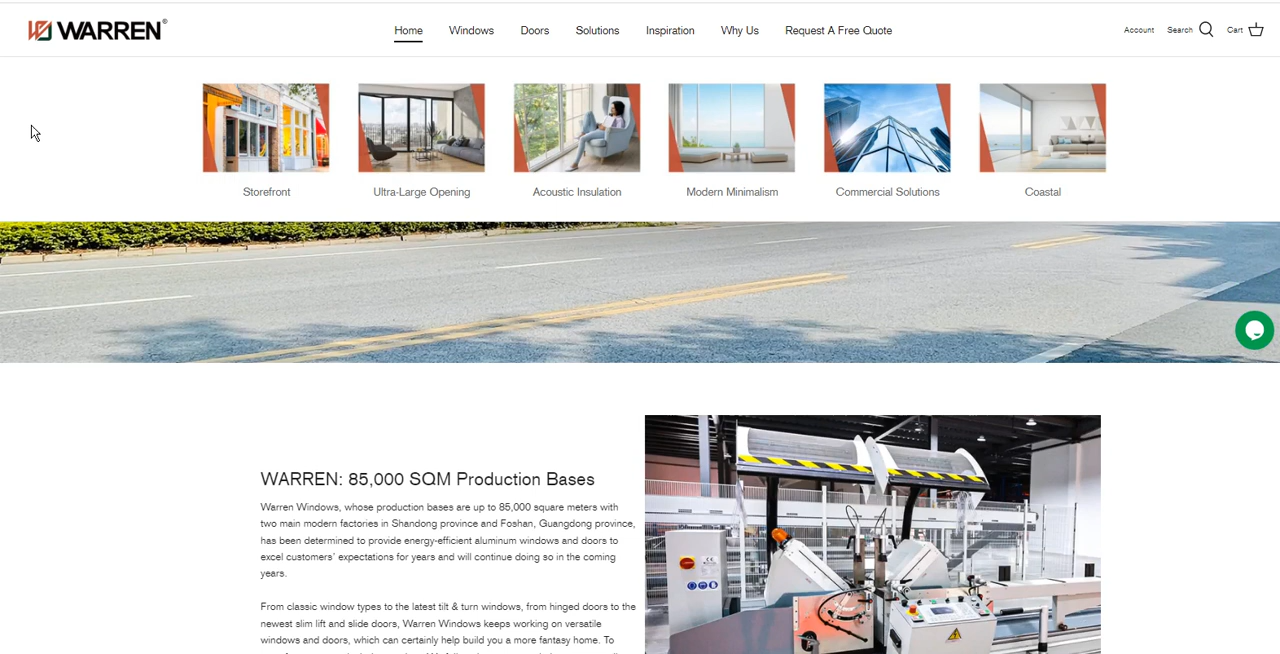 WARREN®
Home Windows Doors Solutions Inspiration Why Us Request A Free Quote
Account Search Cart
Storefront Ultra-Large Opening Acoustic Insulation Modern Minimalism Commercial Solutions Coastal
WARREN: 85,000 SQM Production Bases
Warren Windows, whose production bases are up to 85,000 square meters with
two main modern factories in Shandong province and Foshan, Guangdong province,
has been determined to provide energy-efficient aluminum windows and doors to
excel customers' expectations for years and will continue doing so in the coming
years.
From classic window types to the latest tilt & turn windows, from hinged doors to the
newest slim lift and slide doors, Warren Windows keeps working on versatile
windows and doors, which can certainly help build you a more fantasy home. To